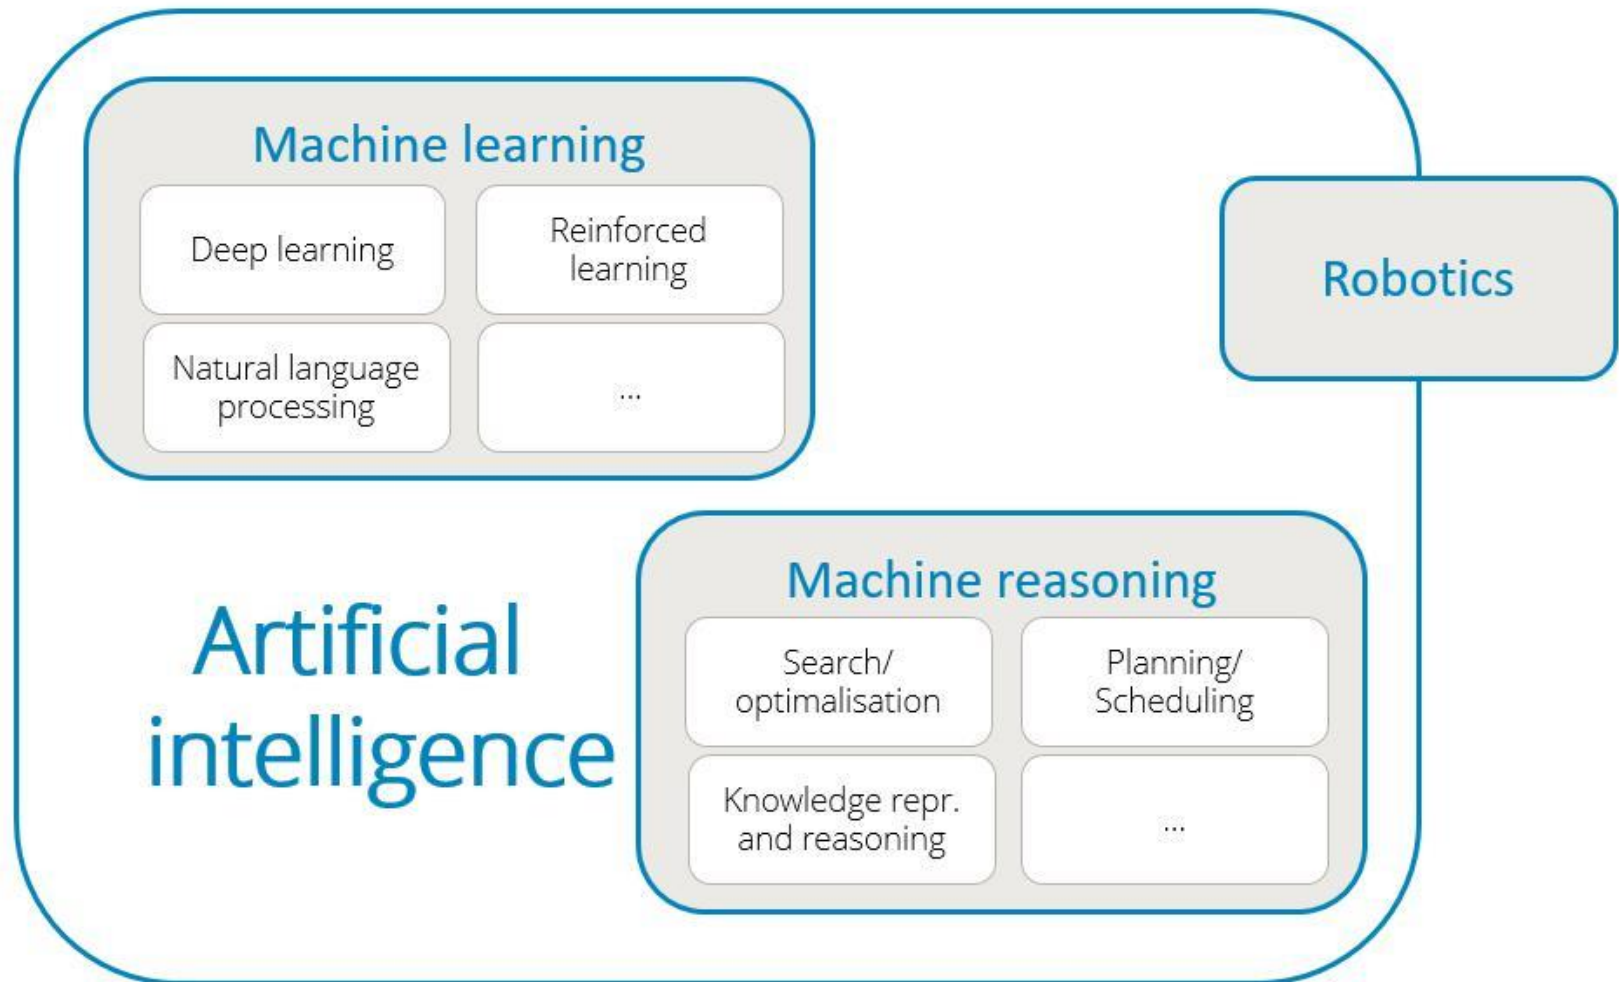 Machine learning
Deep learning
Reinforced
learning
Natural language
processing
...
Robotics
Artificial
intelligence
Machine reasoning
Search/
optimalisation
Planning/
Scheduling
Knowledge repr.
and reasoning
...